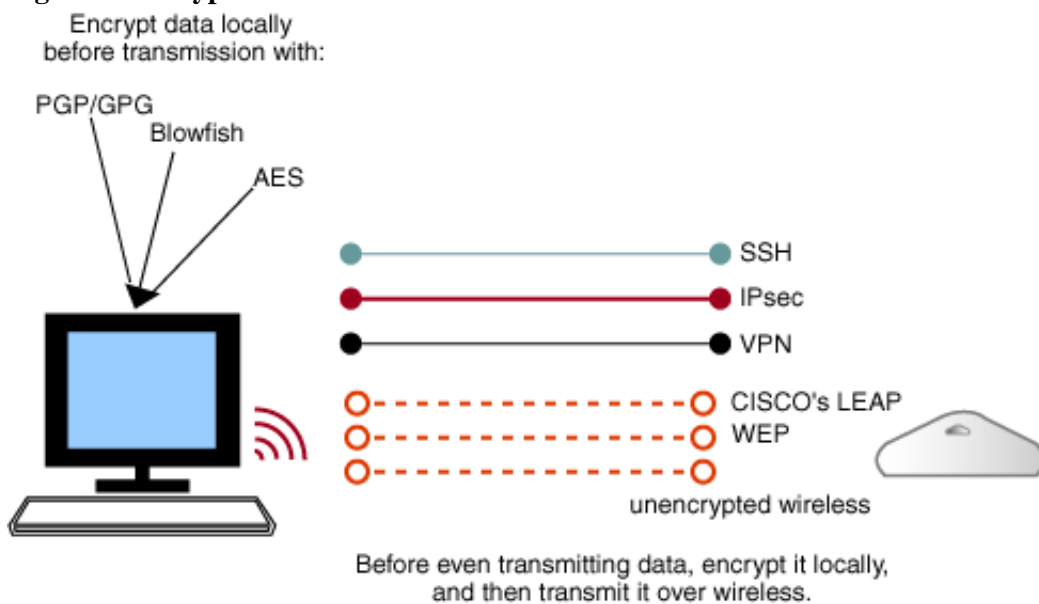 Encrypt data locally
before transmission with:
PGP/GPG
Blowfish
AES
SSH
IPsec
VPN
CISCO's LEAP
WEP
unencrypted wireless
Before even transmitting data, encrypt it locally,
and then transmit it over wireless.